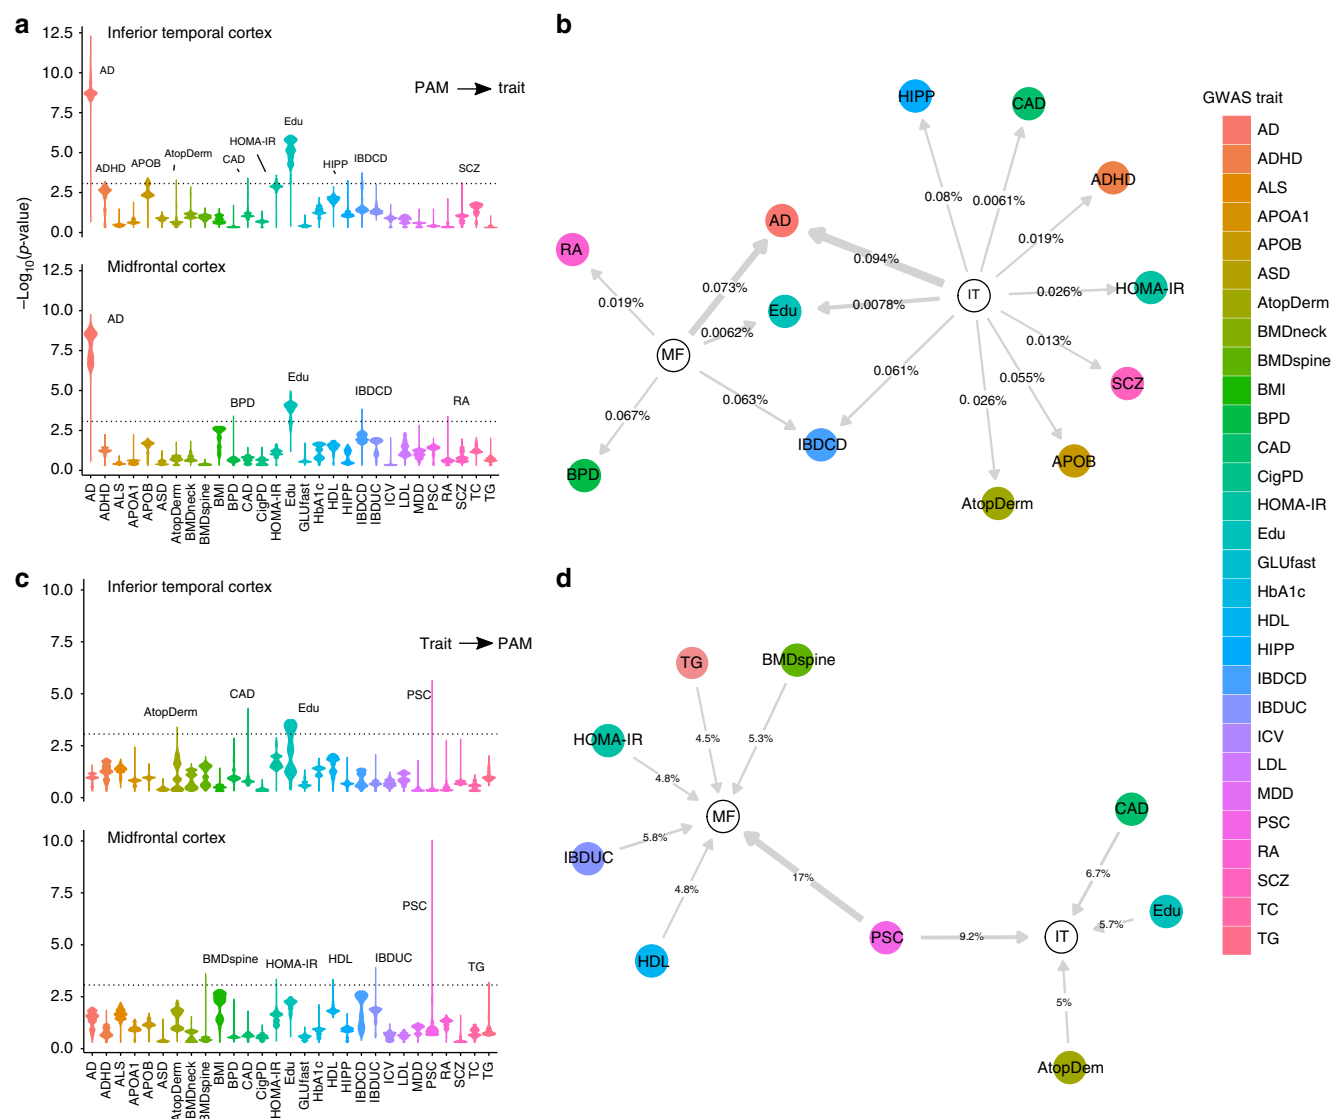 a
Inferior temporal cortex
PAM
trait
12.5
10.0
7.5
5.0
2.5
0.0
AD
ADHD
APOB
AtopDerm
CAD
HOMA-IR
Edu
HIPP
IBDCD
SCZ
−Log10(p-value)
Midfrontal cortex
12.5
10.0
7.5
5.0
2.5
0.0
AD
BPD
Edu
IBDCD
RA
AD
ADHD
ALS
APOA1
APOB
ASD
AtopDerm
BMDneck
BMDspine
BMI
BPD
CAD
CigPD
HOMA-IR
Edu
GLUfast
HbA1c
HDL
HIPP
IBDCD
IBDUC
ICV
LDL
MDD
PSC
RA
SCZ
TC
TG
b
HIPP
CAD
ADHD
AD
RA
HOMA-IR
IT
Edu
MF
SCZ
IBDCD
APOB
BPD
AtopDerm
0.08%
0.0061%
0.019%
0.094%
0.026%
0.073%
0.019%
0.0078%
0.0062%
0.013%
0.061%
0.055%
0.063%
0. 026%
0.067%
GWAS trait
AD
ADHD
ALS
APOA1
APOB
ASD
AtopDerm
BMDneck
BMDspine
BMI
BPD
CAD
CigPD
HOMA-IR
Edu
GLUfast
HbA1c
HDL
HIPP
IBDCD
IBDUC
ICV
LDL
MDD
PSC
RA
SCZ
TC
TG
c
Inferior temporal cortex
Trait
PAM
10.0
7.5
5.0
2.5
0.0
AtopDerm
CAD
Edu
PSC
Midfrontal cortex
10.0
7.5
5.0
2.5
0.0
BMDspine
HOMA-IR
HDL
IBDUC
PSC
TG
AD
ADHD
ALS
APOA1
APOB
ASD
AtopDerm
BMDneck
BMDspine
BMI
BPD
CAD
CigPD
HOMA-IR
Edu
GLUfast
HbA1c
HDL
HIPP
IBDCD
IBDUC
ICV
LDL
MDD
PSC
RA
SCZ
TC
TG
d
TG
BMDspine
HOMA-IR
4.5%
5.3%
4.8%
MF
CAD
5.8%
IBDUC
4.8%
17%
6.7%
Edu
5.7%
PSC
9.2%
IT
HDL
5%
AtopDem